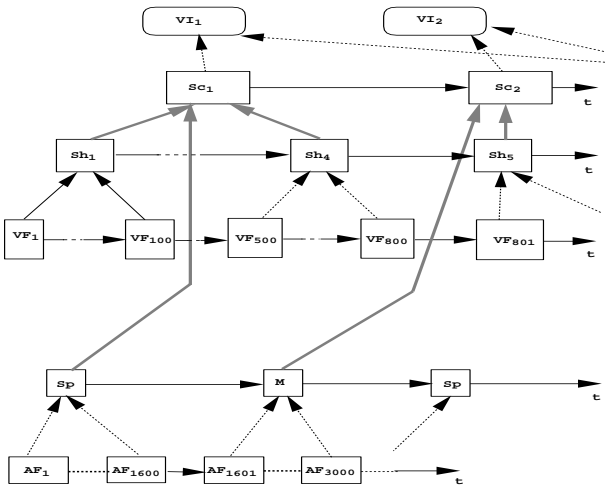 VI₁ VI₂
Sc₁ Sc₂
t
Sh₁ Sh₄ Sh₅
t
VF₁ VF₁₀₀ VF₅₀₀ VF₈₀₀ VF₈₀₁
t
Sp M Sp
t
AF₁ AF₁₆₀₀ AF₁₆₀₁ AF₃₀₀₀
t